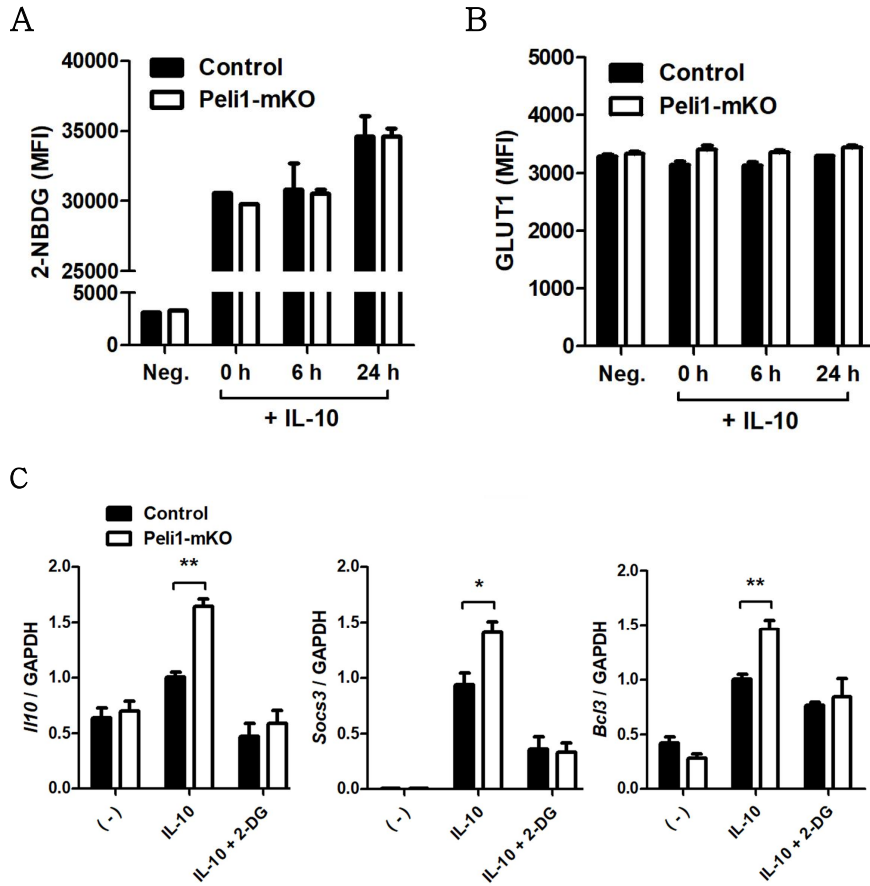 A
2-NBDG (MFI)
40000
35000
30000
25000
5000
0
Control
Peli1-mKO
Neg. 0 h 6 h 24 h
+ IL-10
B
GLUT1 (MFI)
5000
4000
3000
2000
1000
0
Control
Peli1-mKO
Neg. 0 h 6 h 24 h
+ IL-10
C
Control
Peli1-mKO
Il10 / GAPDH
2.0
1.5
1.0
0.5
0.0
**
( - ) IL-10 IL-10 + 2-DG
Socs3 / GAPDH
2.0
1.5
1.0
0.5
0.0
*
( - ) IL-10 IL-10 + 2-DG
Bcl3 / GAPDH
2.0
1.5
1.0
0.5
0.0
**
( - ) IL-10 IL-10 + 2-DG